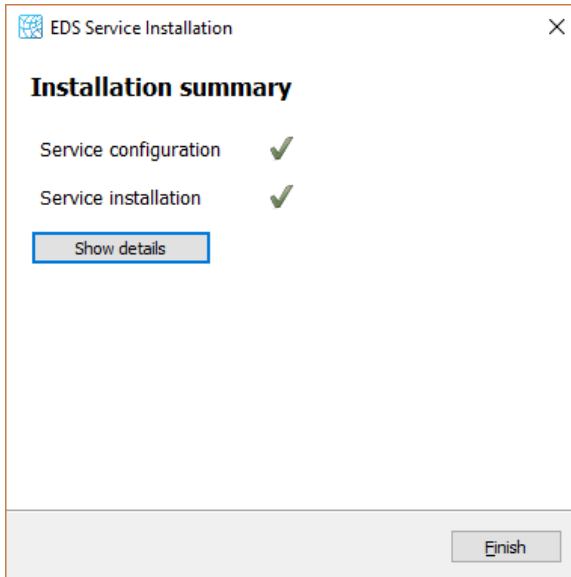 EDS Service Installation
Installation summary
Service configuration
Service installation
Show details
Finish